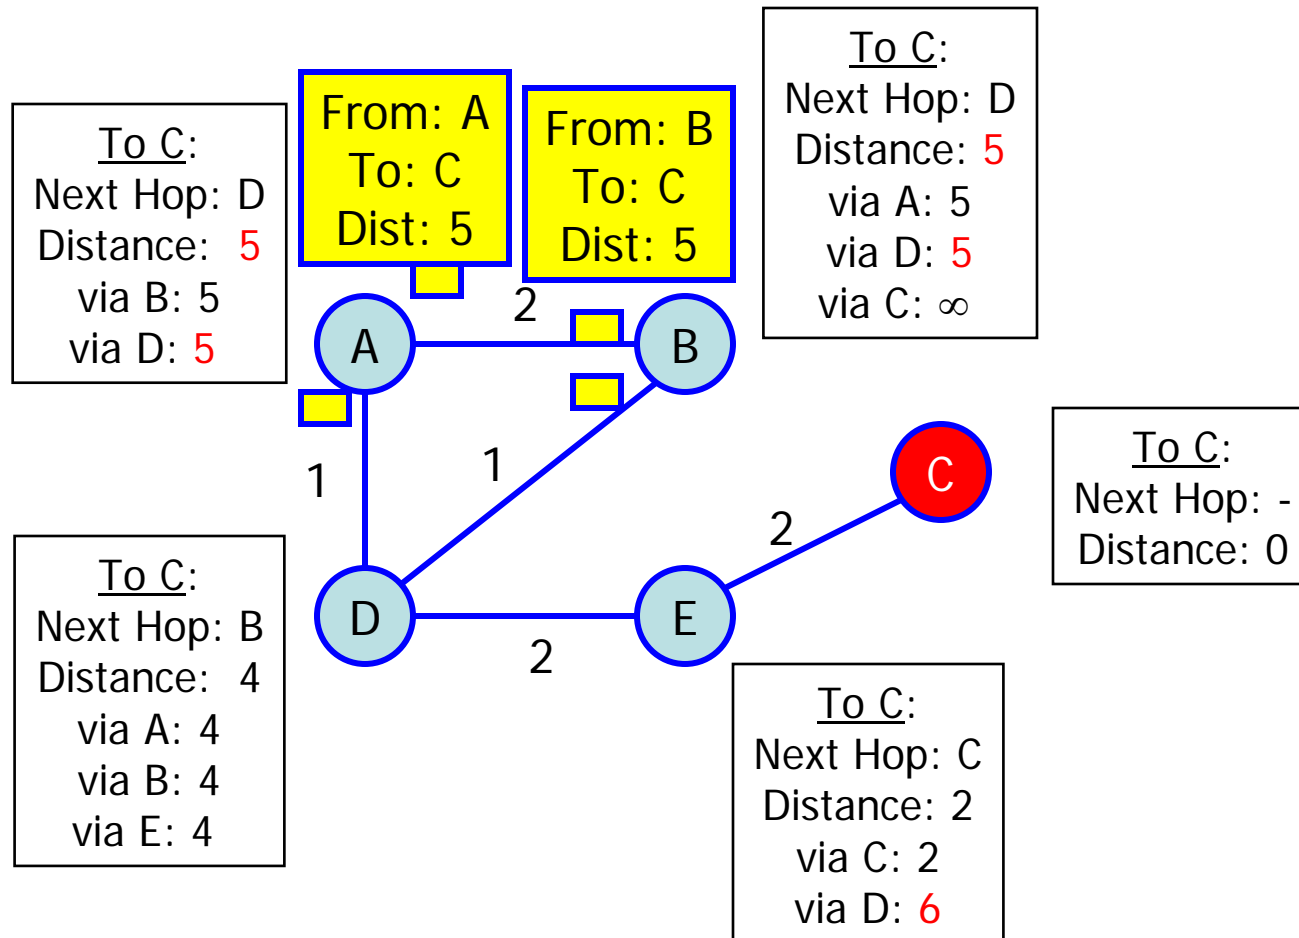 To C:
Next Hop: D
Distance: 5
via B: 5
via D: 5
From: A
To: C
Dist: 5
From: B
To: C
Dist: 5
To C:
Next Hop: D
Distance: 5
via A: 5
via D: 5
via C: ∞
A
2
B
1
1
C
2
To C:
Next Hop: -
Distance: 0
D
2
E
To C:
Next Hop: B
Distance: 4
via A: 4
via B: 4
via E: 4
To C:
Next Hop: C
Distance: 2
via C: 2
via D: 6